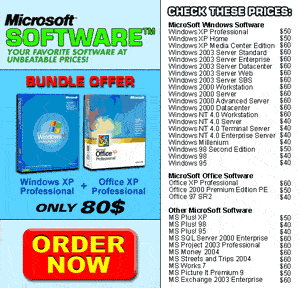 Microsoft
SOFTWARE™
YOUR FAVORITE SOFTWARE AT
UNBEATABLE PRICES!
BUNDLE OFFER
Windows XP
Professional
+
Office XP
Professional
ONLY 80$
ORDER
NOW
CHECK THESE PRICES:
Microsoft Windows Software
Windows XP Professional $50
Windows XP Home $50
Windows XP Media Center Edition $60
Windows 2003 Server Standard $60
Windows 2003 Server Enterprise $60
Windows 2003 Server Datacenter $60
Windows 2003 Server Web $60
Windows 2003 Server SBS $60
Windows 2000 Workstation $60
Windows 2000 Server $60
Windows 2000 Advanced Server $60
Windows 2000 Datacenter $60
Windows NT 4.0 Workstation $60
Windows NT 4.0 Server $50
Windows NT 4.0 Terminal Server $40
Windows NT 4.0 Enterprise Server $40
Windows Millenium $40
Windows 98 Second Edition $40
Windows 98 $40
Windows 95 $40
Microsoft Office Software
Office XP Professional $60
Office 2000 Premium Edition PE $50
Office 97 SR2 $40
Other Microsoft Software
MS Plus! XP $50
MS Plus! 98 $40
MS Plus! 95 $40
MS SQL Server 2000 Enterprise $60
MS Project 2003 Professional $60
MS Money 2004 $60
MS Streets and Trips 2004 $60
MS Works 7 $60
MS Picture It Premium 9 $50
MS Exchange 2003 Enterprise $60